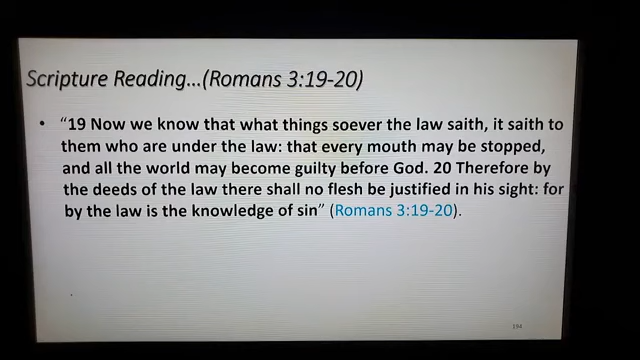 Scripture Reading...(Romans 3:19-20)
• “19 Now we know that what things soever the law saith, it saith to
them who are under the law: that every mouth may be stopped,
and all the world may become guilty before God. 20 Therefore by
the deeds of the law there shall no flesh be justified in his sight: for
by the law is the knowledge of sin” (Romans 3:19-20).
194